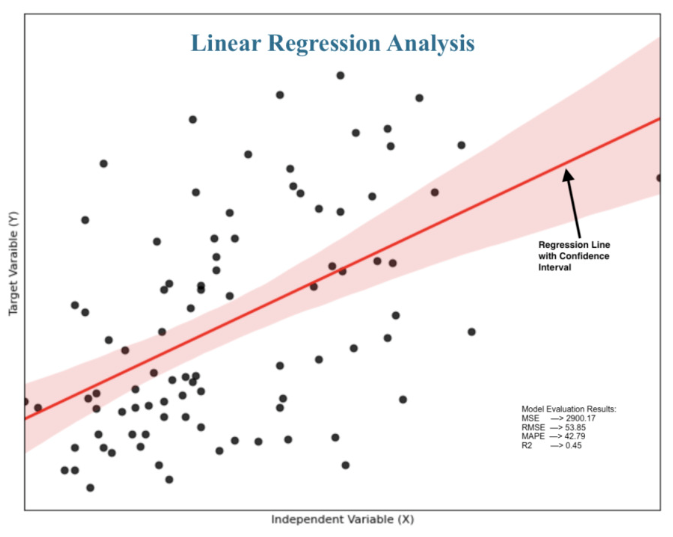 Linear Regression Analysis
Target Varaible (Y)
Regression Line
with Confidence
Interval
Model Evaluation Results:
MSE —> 2900.17
RMSE —> 53.85
MAPE —> 42.79
R2 —> 0.45
Independent Variable (X)